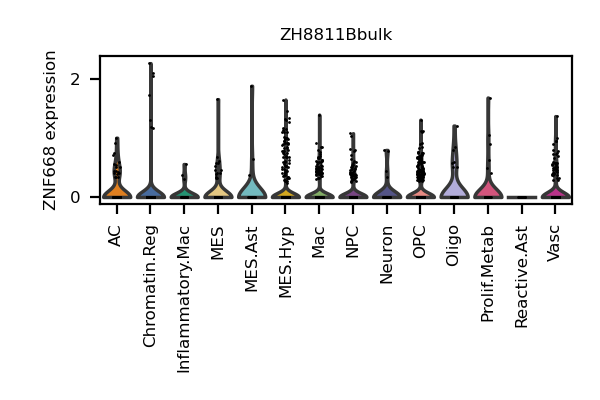 ZH8811Bbulk
ZNF668 expression
2
0
AC
Chromatin.Reg
Inflammatory.Mac
MES
MES.Ast
MES.Hyp
Mac
NPC
Neuron
OPC
Oligo
Prolif.Metab
Reactive.Ast
Vasc